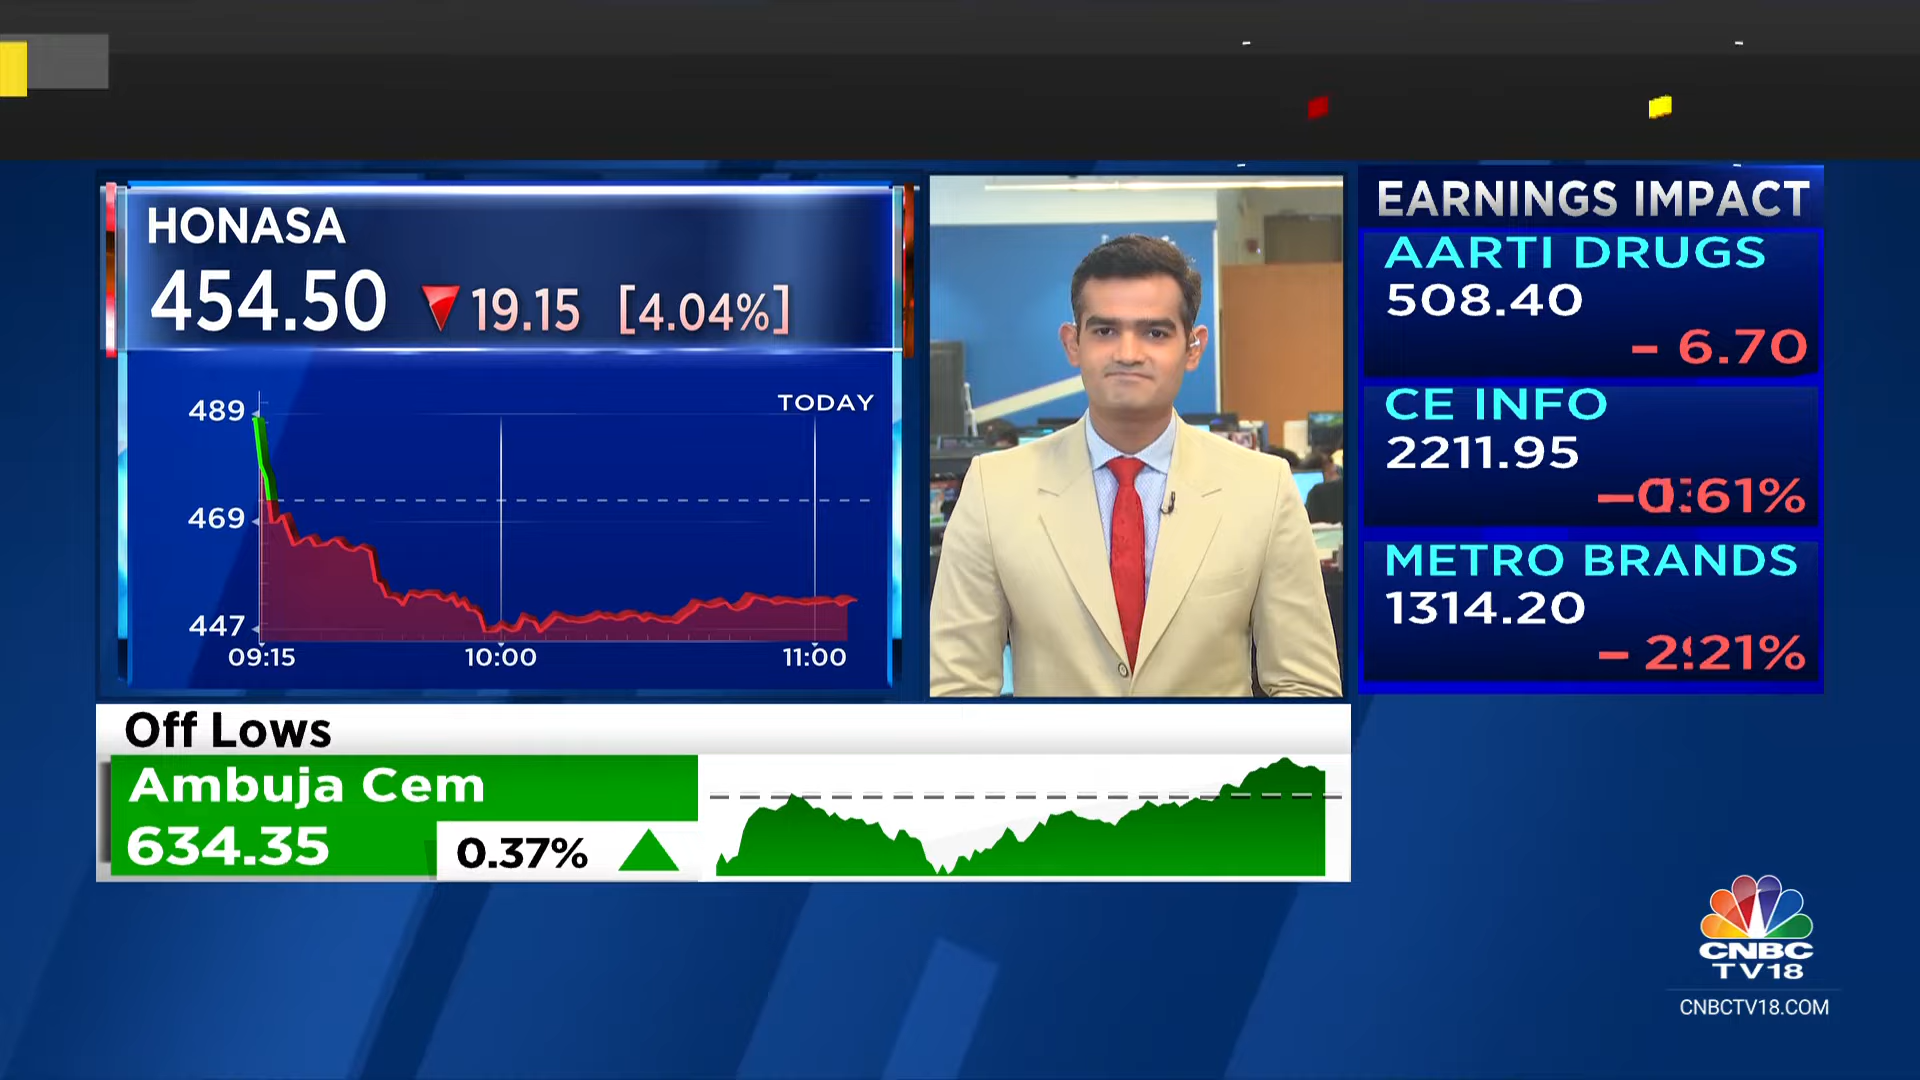 HONASA
454.50 ▼ 19.15 [4.04%]
TODAY
489
469
447
09:15 10:00 11:00
EARNINGS IMPACT
AARTI DRUGS
508.40
- 6.70
CE INFO
2211.95
METRO BRANDS
1314.20
Off Lows
Ambuja Cem
634.35
0.37% ▲
CNBC
TV18
CNBCTV18.COM